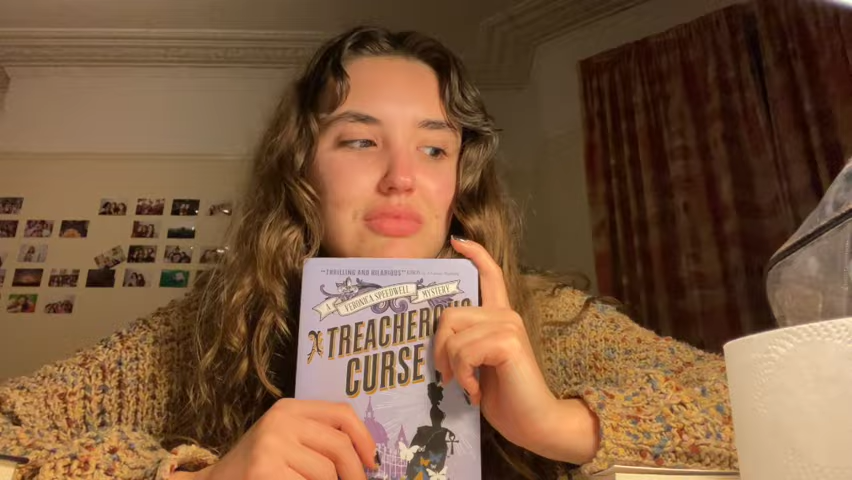 "THRILLING AND HILARIOUS"
A VERONICA SPEEDWELL MYSTERY
A TREACHEROUS
CURSE